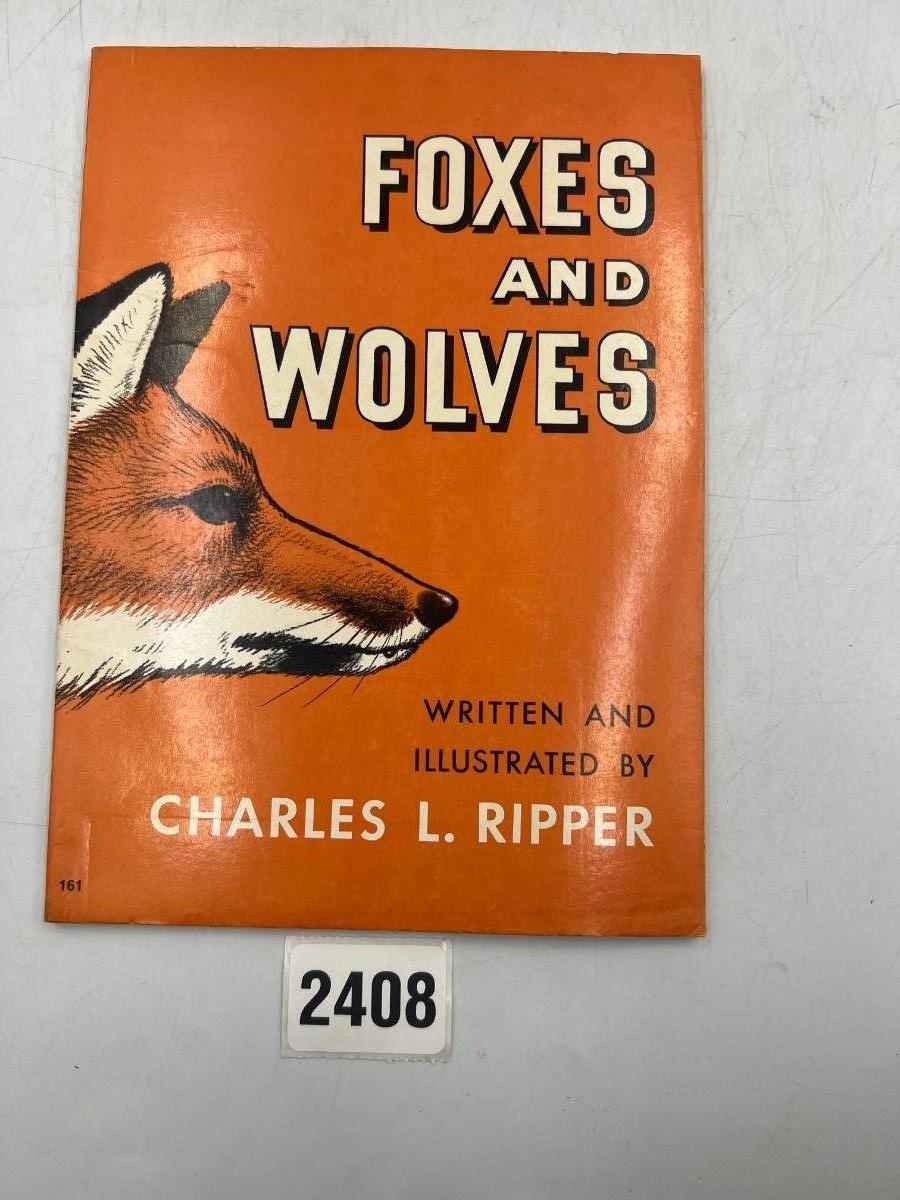 FOXES
AND
WOLVES
WRITTEN AND
ILLUSTRATED BY
CHARLES L. RIPPER
161
2408